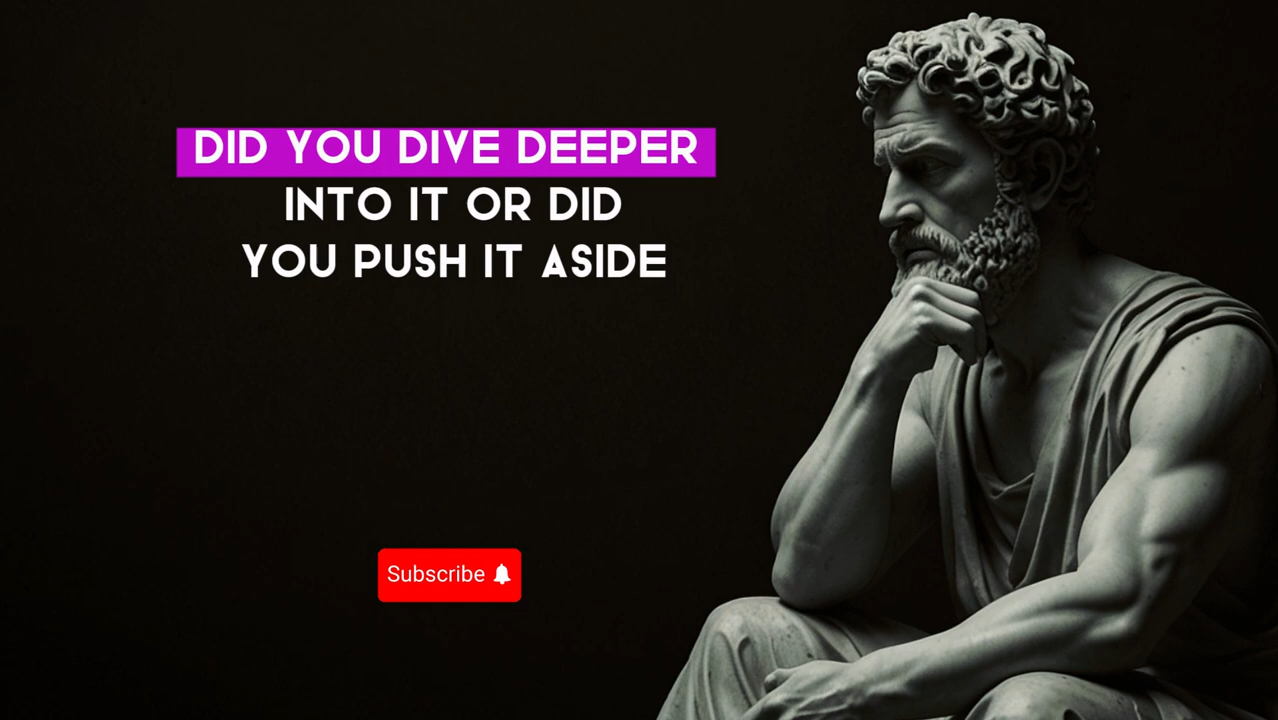 DID YOU DIVE DEEPER
INTO IT OR DID
YOU PUSH IT ASIDE
Subscribe